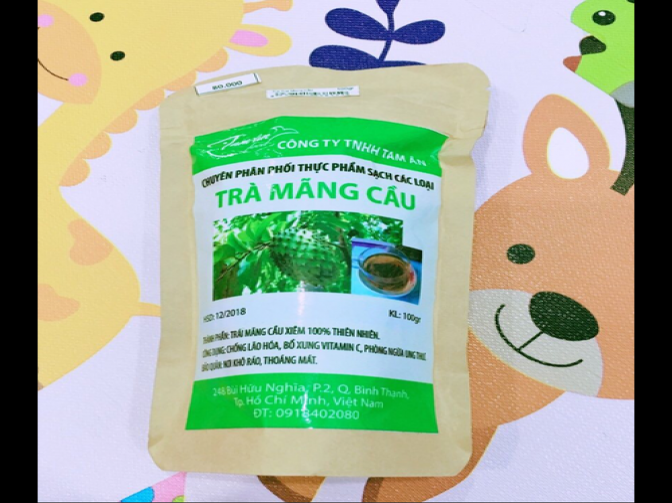 80.000
CÔNG TY TNHH TAM AN
CHUYÊN PHÂN PHỐI THỰC PHẨM SẠCH CÁC LOẠI
TRÀ MÃNG CẦU
HSD: 12/2018 KL: 100gr
THÀNH PHẦN: TRÁI MÃNG CẦU XIÊM 100% THIÊN NHIÊN.
CÔNG DỤNG: CHỐNG LÃO HÓA, BỔ XUNG VITAMIN C, PHÒNG NGỪA UNG THƯ.
BẢO QUẢN: NƠI KHÔ RÁO, THOÁNG MÁT.
248 Bùi Hữu Nghĩa, P.2, Q. Bình Thạnh,
Tp. Hồ Chí Minh, Việt Nam
ĐT: 0918402080